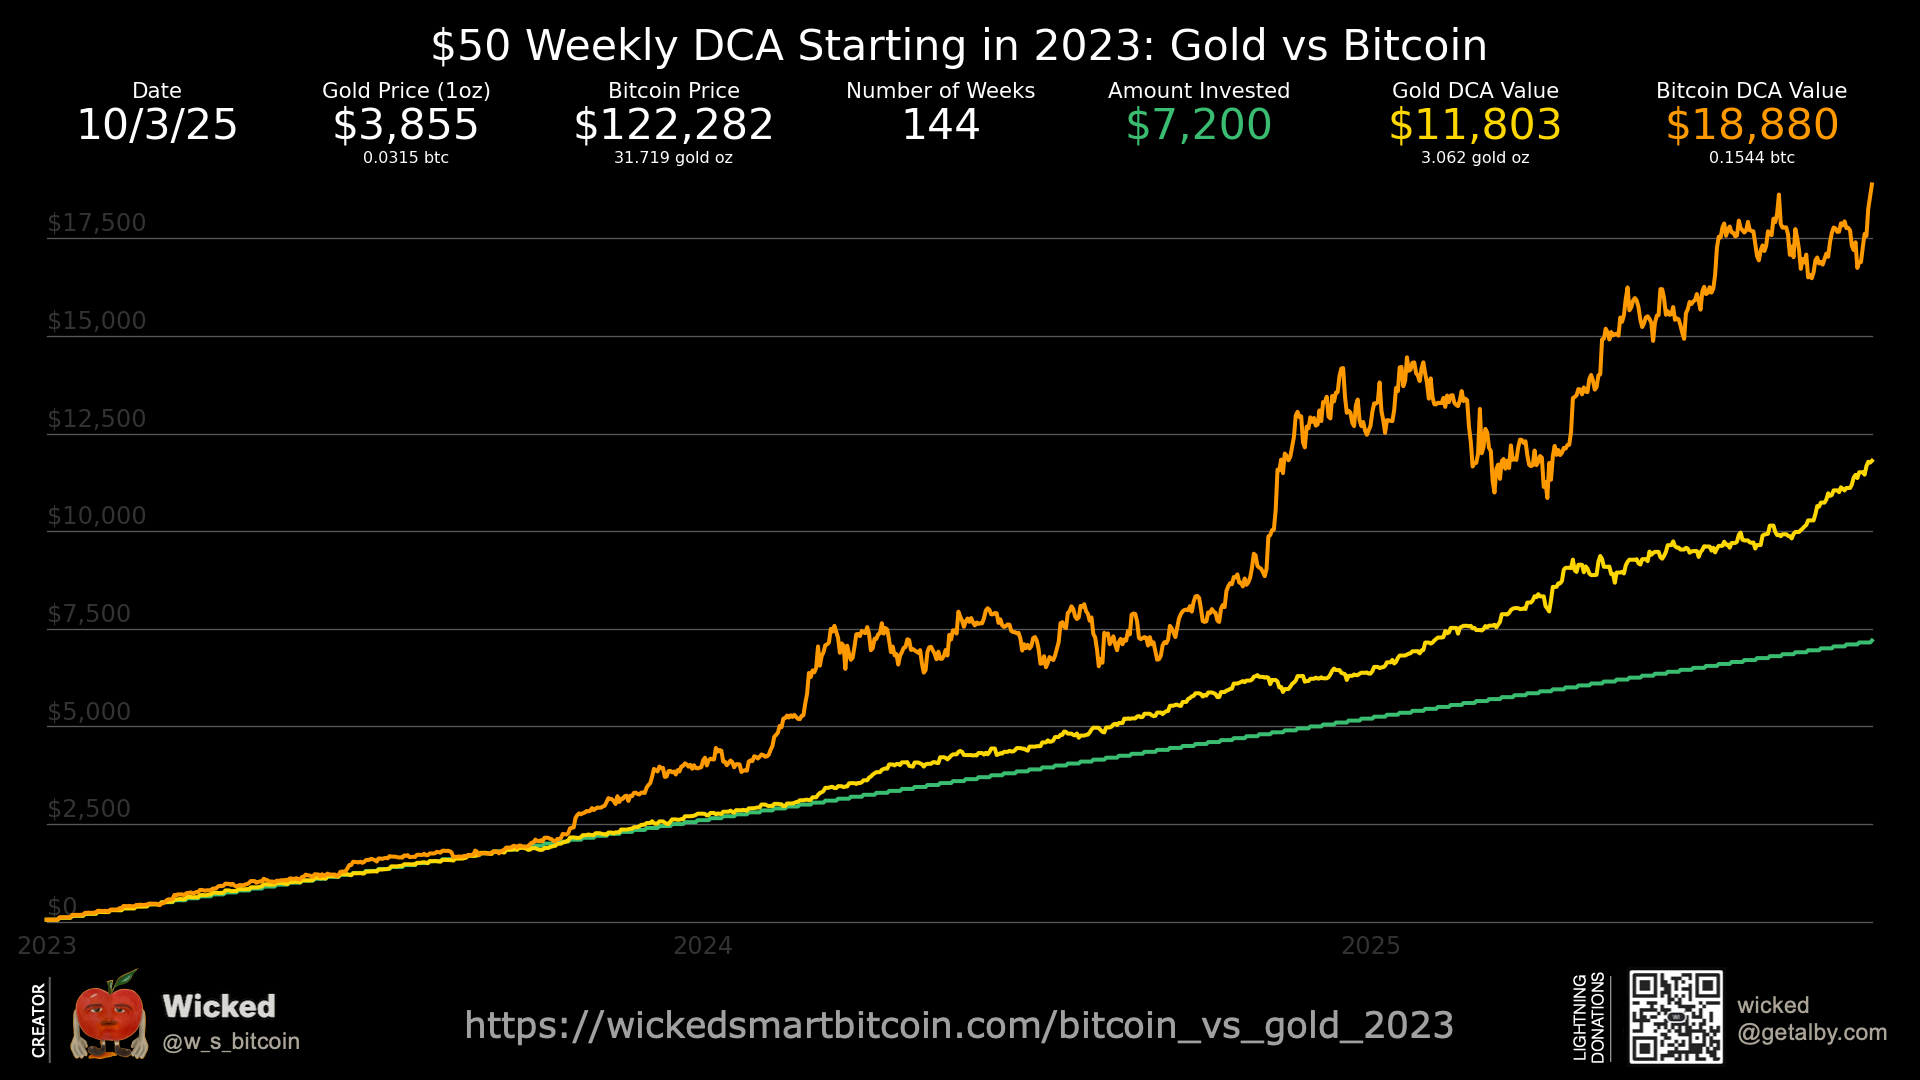 $50 Weekly DCA Starting in 2023: Gold vs Bitcoin
Date
10/3/25
Gold Price (1oz)
$3,855
0.0315 btc
Bitcoin Price
$122,282
31.719 gold oz
Number of Weeks
144
Amount Invested
$7,200
Gold DCA Value
$11,803
3.062 gold oz
Bitcoin DCA Value
$18,880
0.1544 btc
$17,500
$15,000
$12,500
$10,000
$7,500
$5,000
$2,500
$0
2023
2024
2025
CREATOR
Wicked
@w_s_bitcoin
https://wickedsmartbitcoin.com/bitcoin_vs_gold_2023
LIGHTNING
DONATIONS
wicked
@getalby.com